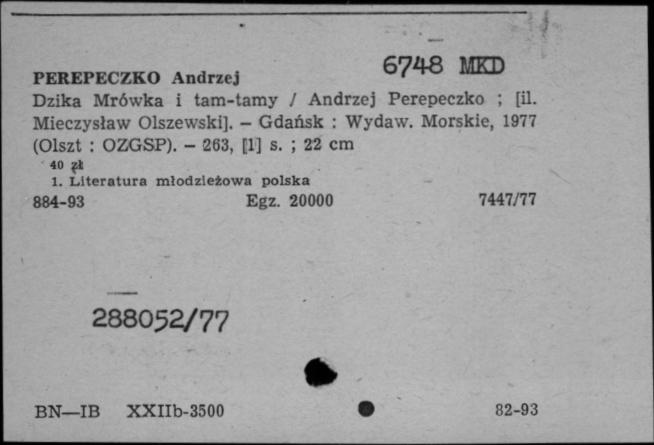 6748 MKD
PEREPECZKO Andrzej
Dzika Mrówka i tam-tamy / Andrzej Perepeczko ; [il.
Mieczysław Olszewski]. — Gdańsk : Wydaw. Morskie, 1977
(Olszt : OZGSP). — 263, [1] s. ; 22 cm
40 zł
1. Literatura młodzieżowa polska
884-93 Egz. 20000 7447/77
288052/77
BN—IB XXIIb-3500 82-93